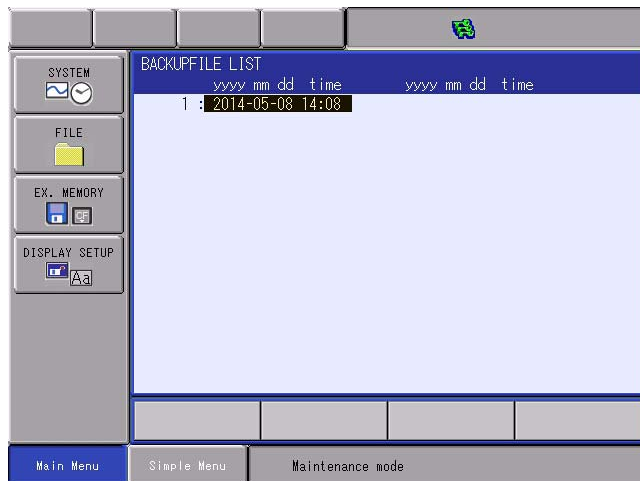 SYSTEM
FILE
EX. MEMORY
CF
DISPLAY SETUP
Aa
BACKUPFILE LIST
yyyy mm dd time yyyy mm dd time
1 : 2014-05-08 14:08
Main Menu
Simple Menu
Maintenance mode